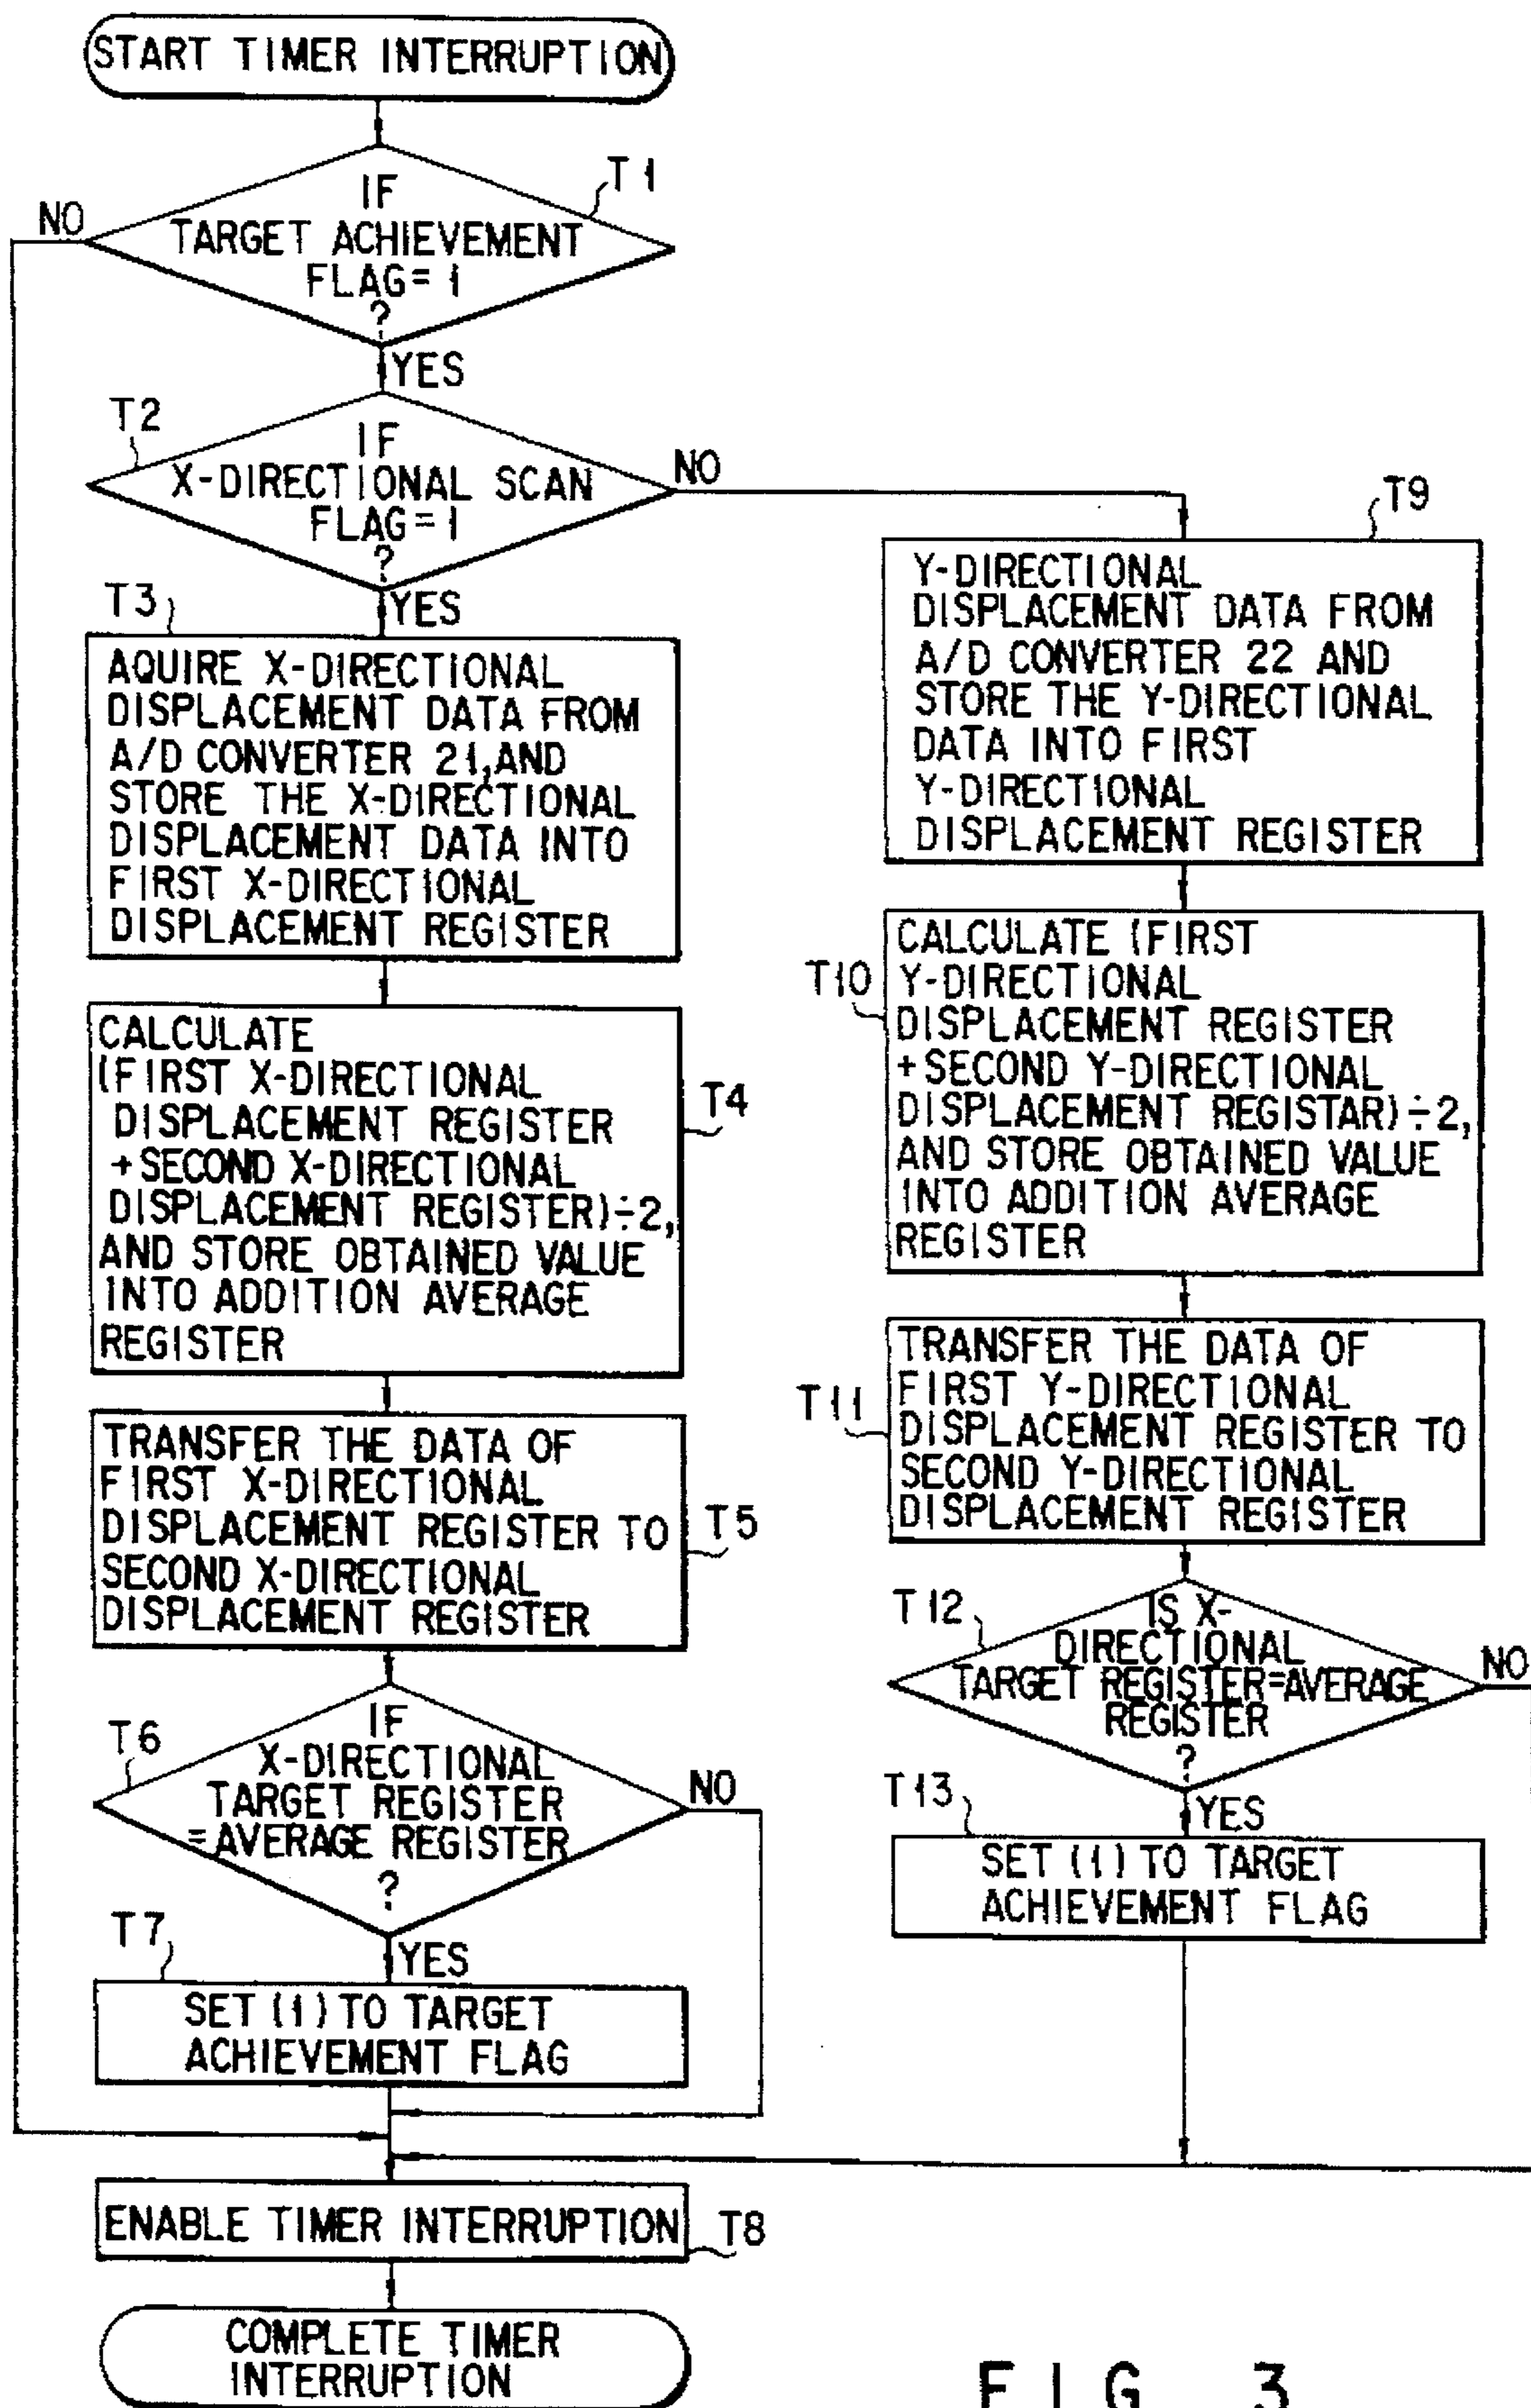 START TIMER INTERRUPTION
T1
IF
TARGET ACHIEVEMENT
FLAG=1
?
NO
YES
T2
IF
X-DIRECTIONAL SCAN
FLAG=1
?
NO
YES
T3
AQUIRE X-DIRECTIONAL
DISPLACEMENT DATA FROM
A/D CONVERTER 21, AND
STORE THE X-DIRECTIONAL
DISPLACEMENT DATA INTO
FIRST X-DIRECTIONAL
DISPLACEMENT REGISTER
CALCULATE
(FIRST X-DIRECTIONAL
DISPLACEMENT REGISTER
+SECOND X-DIRECTIONAL
DISPLACEMENT REGISTER)÷2,
AND STORE OBTAINED VALUE
INTO ADDITION AVERAGE
REGISTER
T4
TRANSFER THE DATA OF
FIRST X-DIRECTIONAL
DISPLACEMENT REGISTER TO
SECOND X-DIRECTIONAL
DISPLACEMENT REGISTER
T5
T6
IF
X-DIRECTIONAL
TARGET REGISTER
=AVERAGE REGISTER
?
NO
YES
T7
SET (1) TO TARGET
ACHIEVEMENT FLAG
ENABLE TIMER INTERRUPTION
T8
COMPLETE TIMER
INTERRUPTION
T9
Y-DIRECTIONAL
DISPLACEMENT DATA FROM
A/D CONVERTER 22 AND
STORE THE Y-DIRECTIONAL
DATA INTO FIRST
Y-DIRECTIONAL
DISPLACEMENT REGISTER
T10
CALCULATE (FIRST
Y-DIRECTIONAL
DISPLACEMENT REGISTER
+SECOND Y-DIRECTIONAL
DISPLACEMENT REGISTAR)÷2,
AND STORE OBTAINED VALUE
INTO ADDITION AVERAGE
REGISTER
T11
TRANSFER THE DATA OF
FIRST Y-DIRECTIONAL
DISPLACEMENT REGISTER TO
SECOND Y-DIRECTIONAL
DISPLACEMENT REGISTER
T12
IS X-
DIRECTIONAL
TARGET REGISTER=AVERAGE
REGISTER
?
NO
YES
T13
SET (1) TO TARGET
ACHIEVEMENT FLAG
FIG. 3